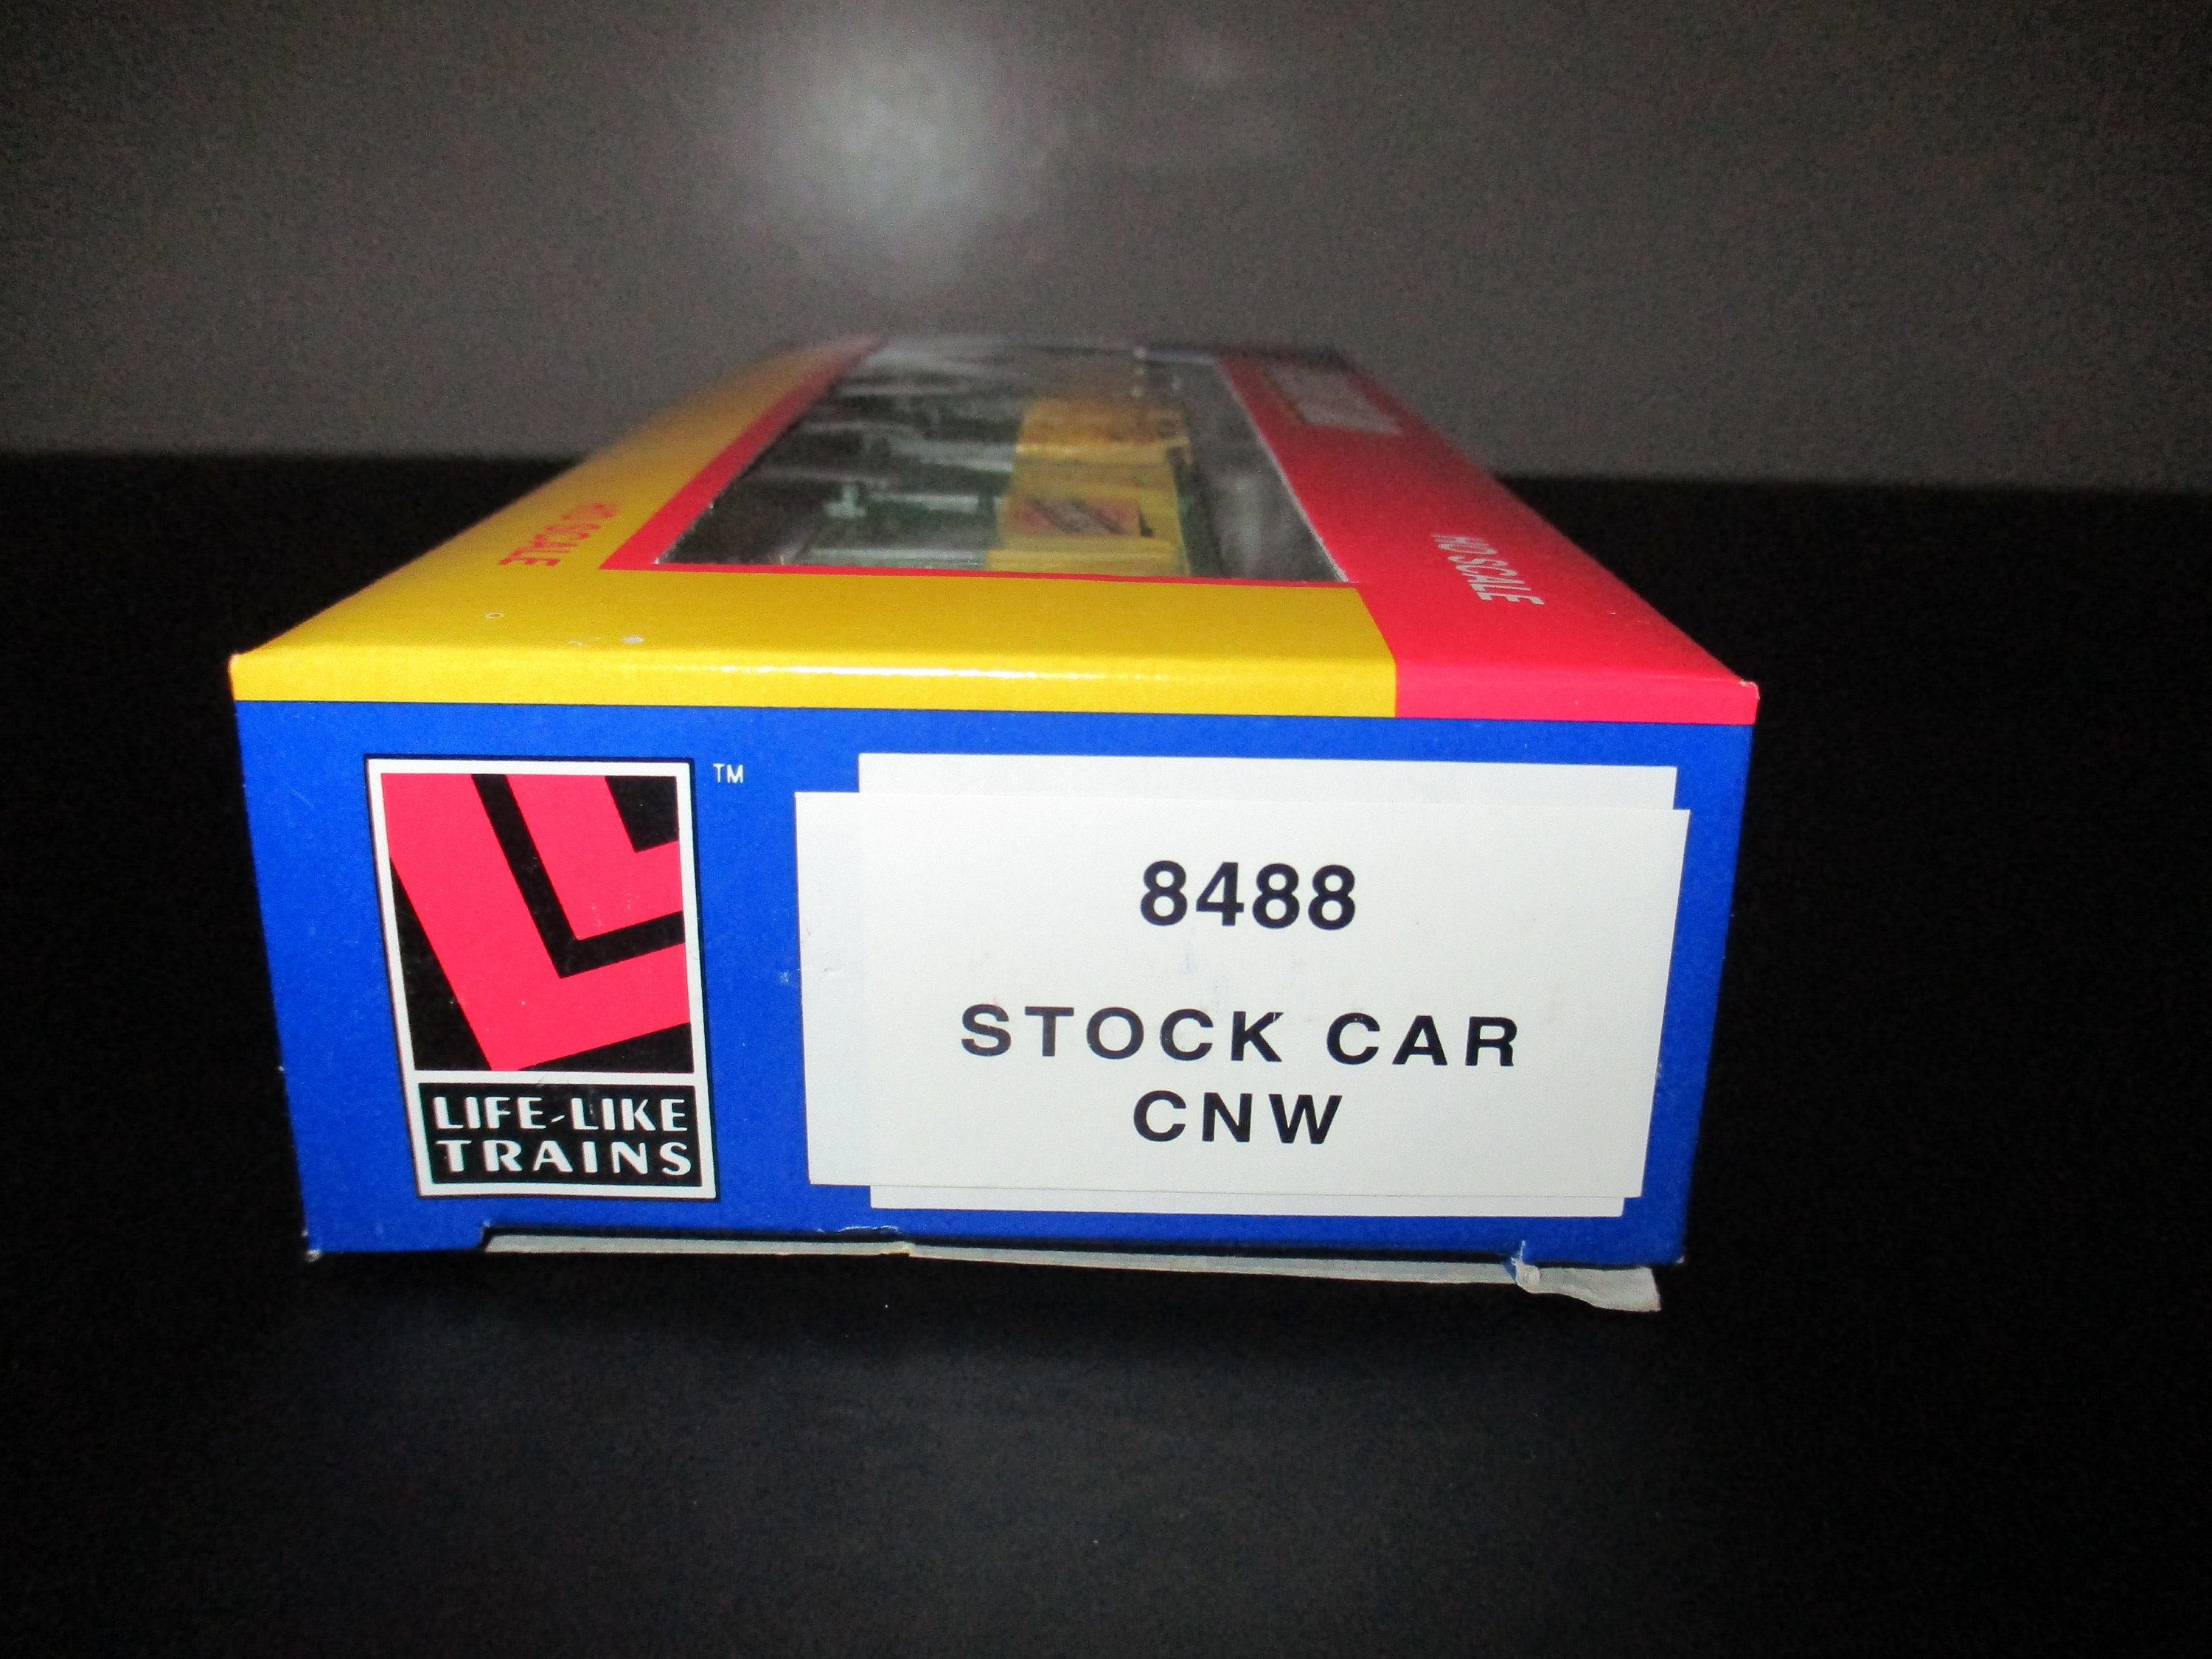 HO SCALE
HO SCALE
TM
LIFE-LIKE
TRAINS
8488
STOCK CAR
CNW